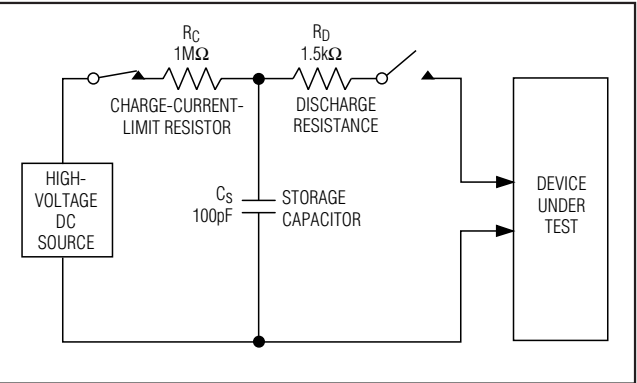 R_C
1MΩ
CHARGE-CURRENT-
LIMIT RESISTOR
R_D
1.5kΩ
DISCHARGE
RESISTANCE
HIGH-
VOLTAGE
DC
SOURCE
C_S
100pF
STORAGE
CAPACITOR
DEVICE
UNDER
TEST